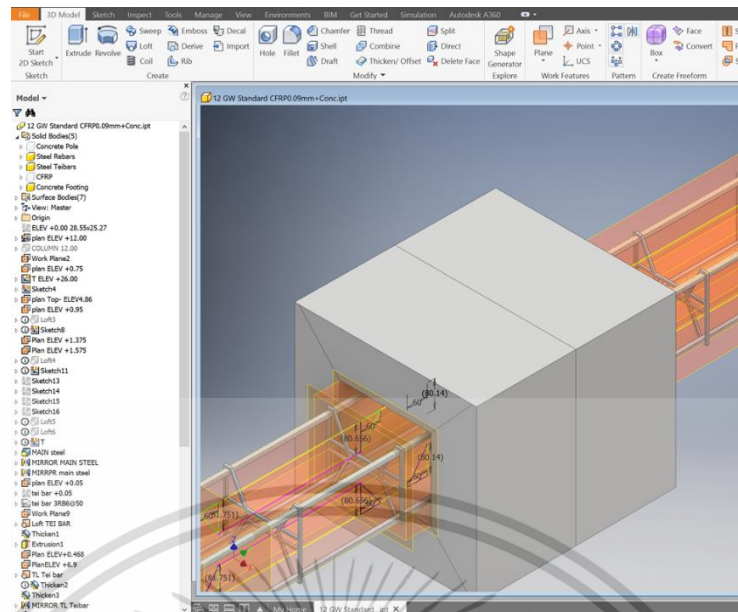 File 3D Model Sketch Inspect Tools Manage View Environments BIM Get Started Simulation Autodesk A360
Start 2D Sketch
Extrude Revolve
Sweep Emboss Decal
Loft Derive Import
Coil Rib
Hole Fillet
Chamfer Thread Split
Shell Combine Direct
Draft Thicken/ Offset Delete Face
Shape Generator
Plane
Axis
Point
UCS
Box
Face
Convert
Sketch Create Modify Explore Work Features Pattern Create Freeform
Model
12 GW Standard CFRP0.09mm+Conc.ipt
12 GW Standard CFRP0.09mm+Conc.ipt
Solid Bodies(5)
Concrete Pole
Steel Rebars
Steel Teibars
CFRP
Concrete Footing
Surface Bodies(7)
View: Master
Origin
ELEV +0.00 28.55x25.27
plan ELEV +12.00
COLUMN 12.00
Work Plane2
plan ELEV +0.75
T ELEV +26.00
Sketch4
plan Top- ELEV4.86
plan ELEV +0.95
Loft3
Sketch8
Plan ELEV +1.375
Plan ELEV +1.575
Loft4
Sketch11
Sketch13
Sketch14
Sketch15
Sketch16
Loft5
Loft6
T
MAIN steel
MIRROR MAIN STEEL
MIRRPR main steel
plan ELEV +0.05
tei bar +0.05
tei bar 3RB6@50
Work Plane9
Loft TEI BAR
Thicken1
Extrusion1
Plan ELEV+0.468
PlanELEV +6.9
TL Tei bar
Thicken2
Thicken3
MIRROR TL Teibar
(80.14)
.60
.60
(80.656)
(80.14)
(80.656)
.60
.60
(81.751)
(81.751)
My Home 12 GW Standard...ipt